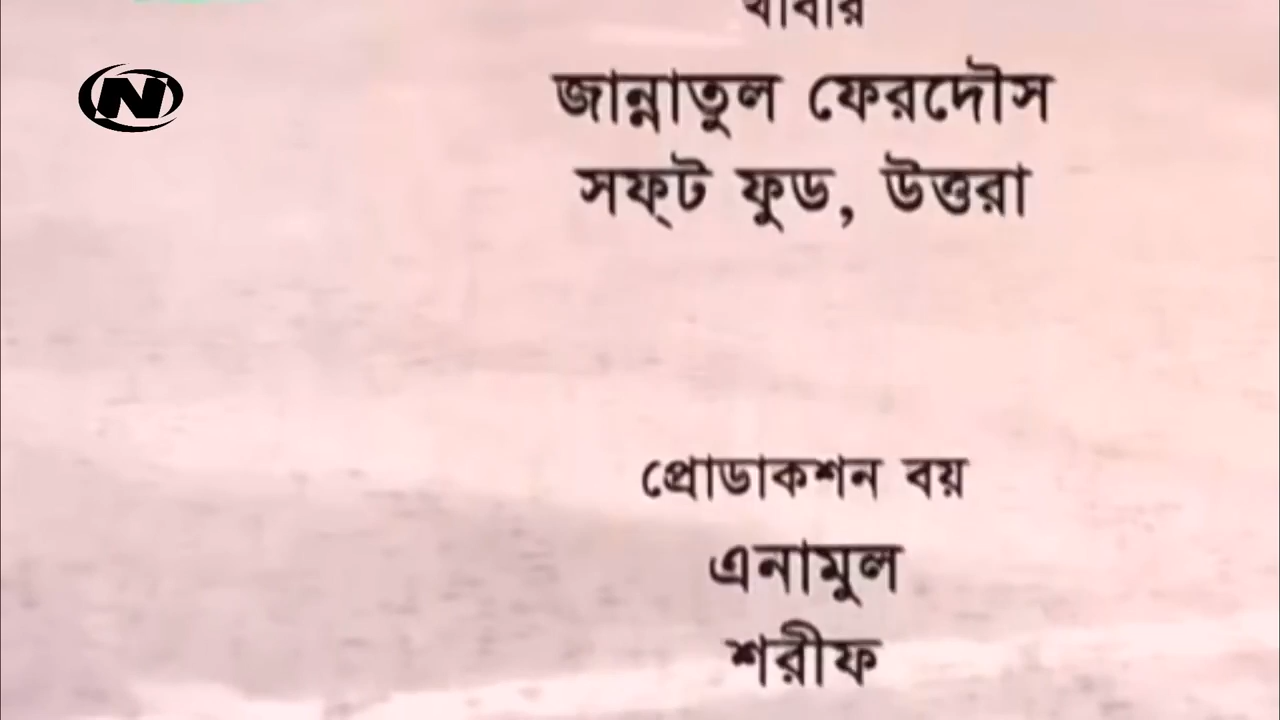 খাবার
জান্নাতুল ফেরদৌস
সফ্‌ট ফুড, উত্তরা
প্রোডাকশন বয়
এনামুল
শরীফ
N